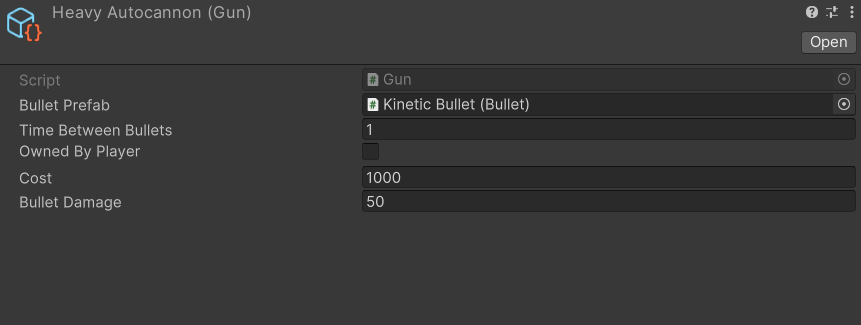 Heavy Autocannon (Gun)
Open
Script Gun
Bullet Prefab Kinetic Bullet (Bullet)
Time Between Bullets 1
Owned By Player
Cost 1000
Bullet Damage 50